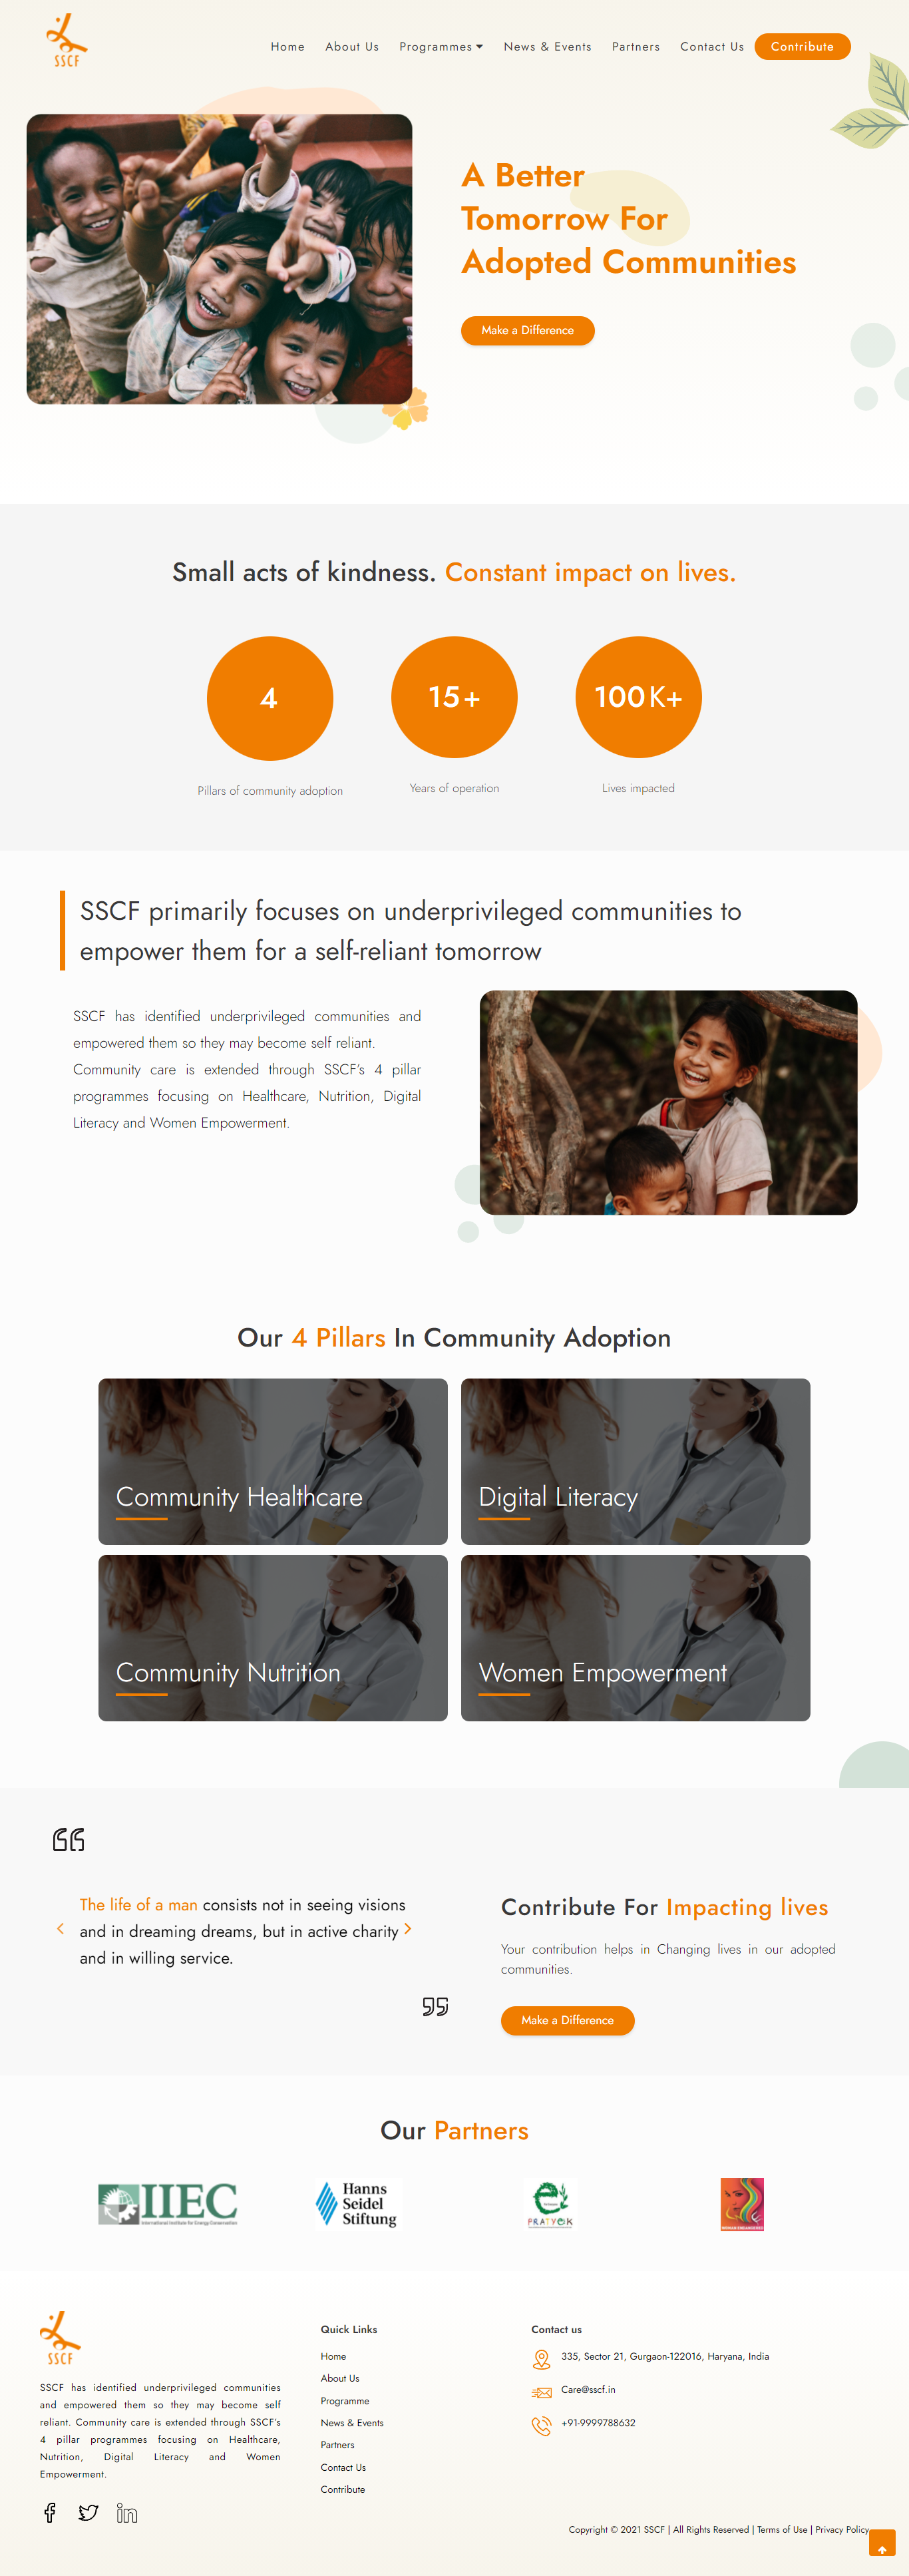 SSCF
Home About Us Programmes News & Events Partners Contact Us Contribute
A Better
Tomorrow For
Adopted Communities
Make a Difference
Small acts of kindness. Constant impact on lives.
4
15+
100K+
Pillars of community adoption
Years of operation
Lives impacted
SSCF primarily focuses on underprivileged communities to
empower them for a self-reliant tomorrow
SSCF has identified underprivileged communities and
empowered them so they may become self reliant.
Community care is extended through SSCF's 4 pillar
programmes focusing on Healthcare, Nutrition, Digital
Literacy and Women Empowerment.
Our 4 Pillars In Community Adoption
Community Healthcare
Digital Literacy
Community Nutrition
Women Empowerment
The life of a man consists not in seeing visions
and in dreaming dreams, but in active charity
and in willing service.
Contribute For Impacting lives
Your contribution helps in Changing lives in our adopted
communities.
Make a Difference
Our Partners
IIEC
International Institute for Energy Conservation
Hanns
Seidel
Stiftung
PRATYEK
SSCF
SSCF has identified underprivileged communities
and empowered them so they may become self
reliant. Community care is extended through SSCF's
4 pillar programmes focusing on Healthcare,
Nutrition, Digital Literacy and Women
Empowerment.
Quick Links
Home
About Us
Programme
News & Events
Partners
Contact Us
Contribute
Contact us
335, Sector 21, Gurgaon-122016, Haryana, India
Care@sscf.in
+91-9999788632
Copyright © 2021 SSCF | All Rights Reserved | Terms of Use | Privacy Policy